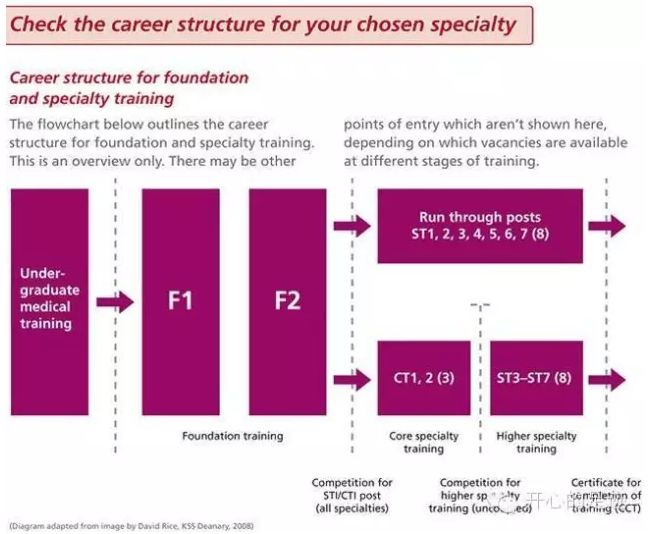 Check the career structure for your chosen specialty
Career structure for foundation
and specialty training
The flowchart below outlines the career
structure for foundation and specialty training.
This is an overview only. There may be other
points of entry which aren't shown here,
depending on which vacancies are available
at different stages of training.
Under-
graduate
medical
training
F1
F2
Run through posts
ST1, 2, 3, 4, 5, 6, 7 (8)
CT1, 2 (3)
ST3–ST7 (8)
Foundation training
Core specialty
training
Higher specialty
training
Competition for
STI/CTI post
(all specialties)
Competition for
higher specialty
training (uncoupled)
Certificate for
completion of
training (CCT)
开心的
(Diagram adapted from image by David Rice, KSS Deanary, 2008)